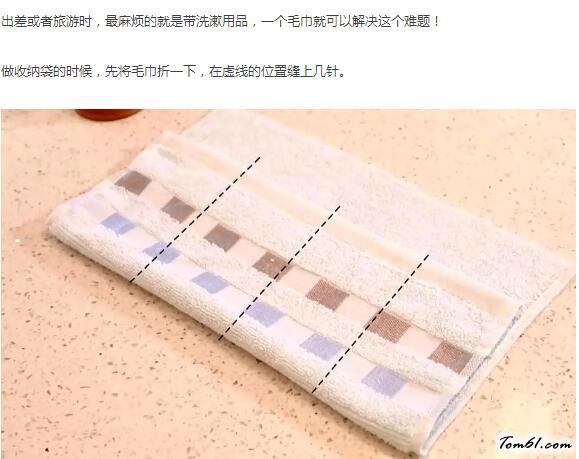 出差或者旅游时，最麻烦的就是带洗漱用品，一个毛巾就可以解决这个难题！
做收纳袋的时候，先将毛巾折一下，在虚线的位置缝上几针。
Tom61.com